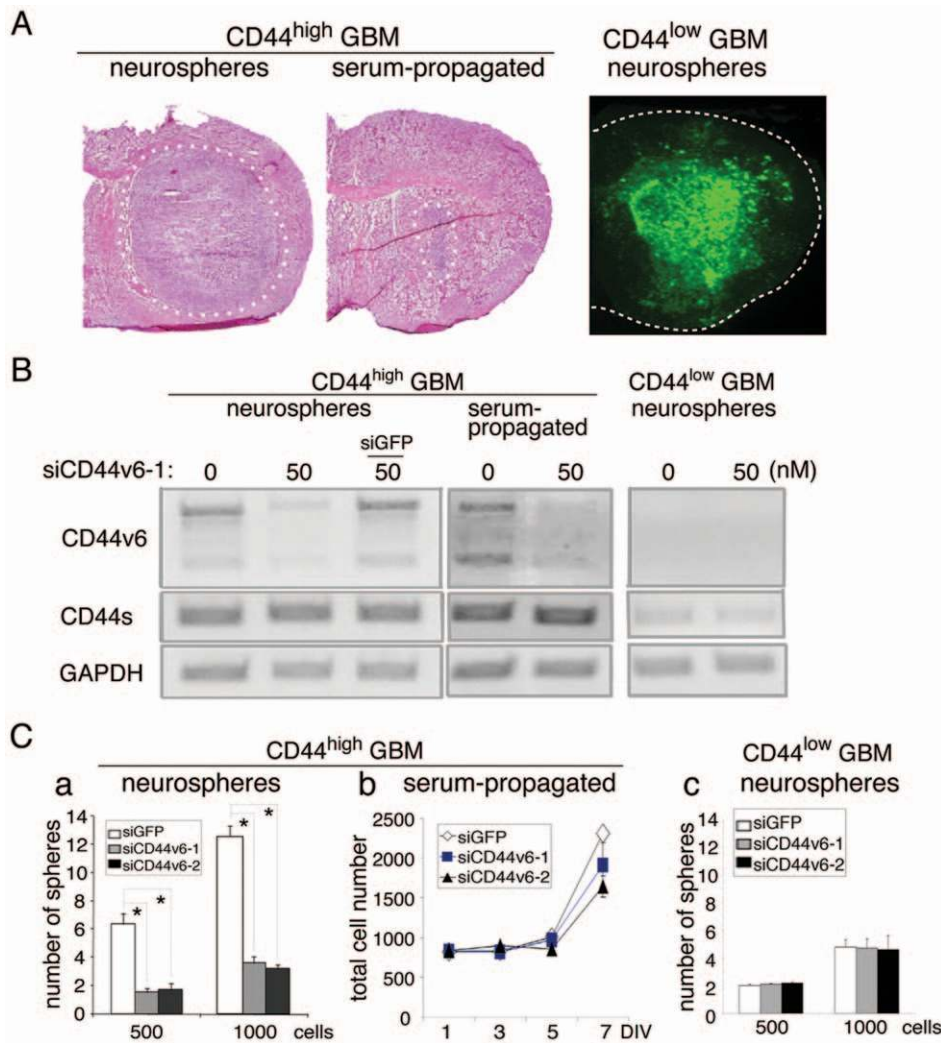 A
CD44high GBM
neurospheres serum-propagated
CD44low GBM
neurospheres
B
CD44high GBM
neurospheres
serum-
propagated
CD44low GBM
neurospheres
siGFP
siCD44v6-1: 0 50 50 0 50 0 50 (nM)
CD44v6
CD44s
GAPDH
C
CD44high GBM
a neurospheres
number of spheres
14
12
10
8
6
4
2
0
siGFP
siCD44v6-1
siCD44v6-2
* * * *
500 1000 cells
b serum-propagated
total cell number
2500
2000
1500
1000
500
0
siGFP
siCD44v6-1
siCD44v6-2
1 3 5 7 DIV
CD44low GBM
neurospheres
c
number of spheres
14
12
10
8
6
4
2
0
siGFP
siCD44v6-1
siCD44v6-2
500 1000 cells